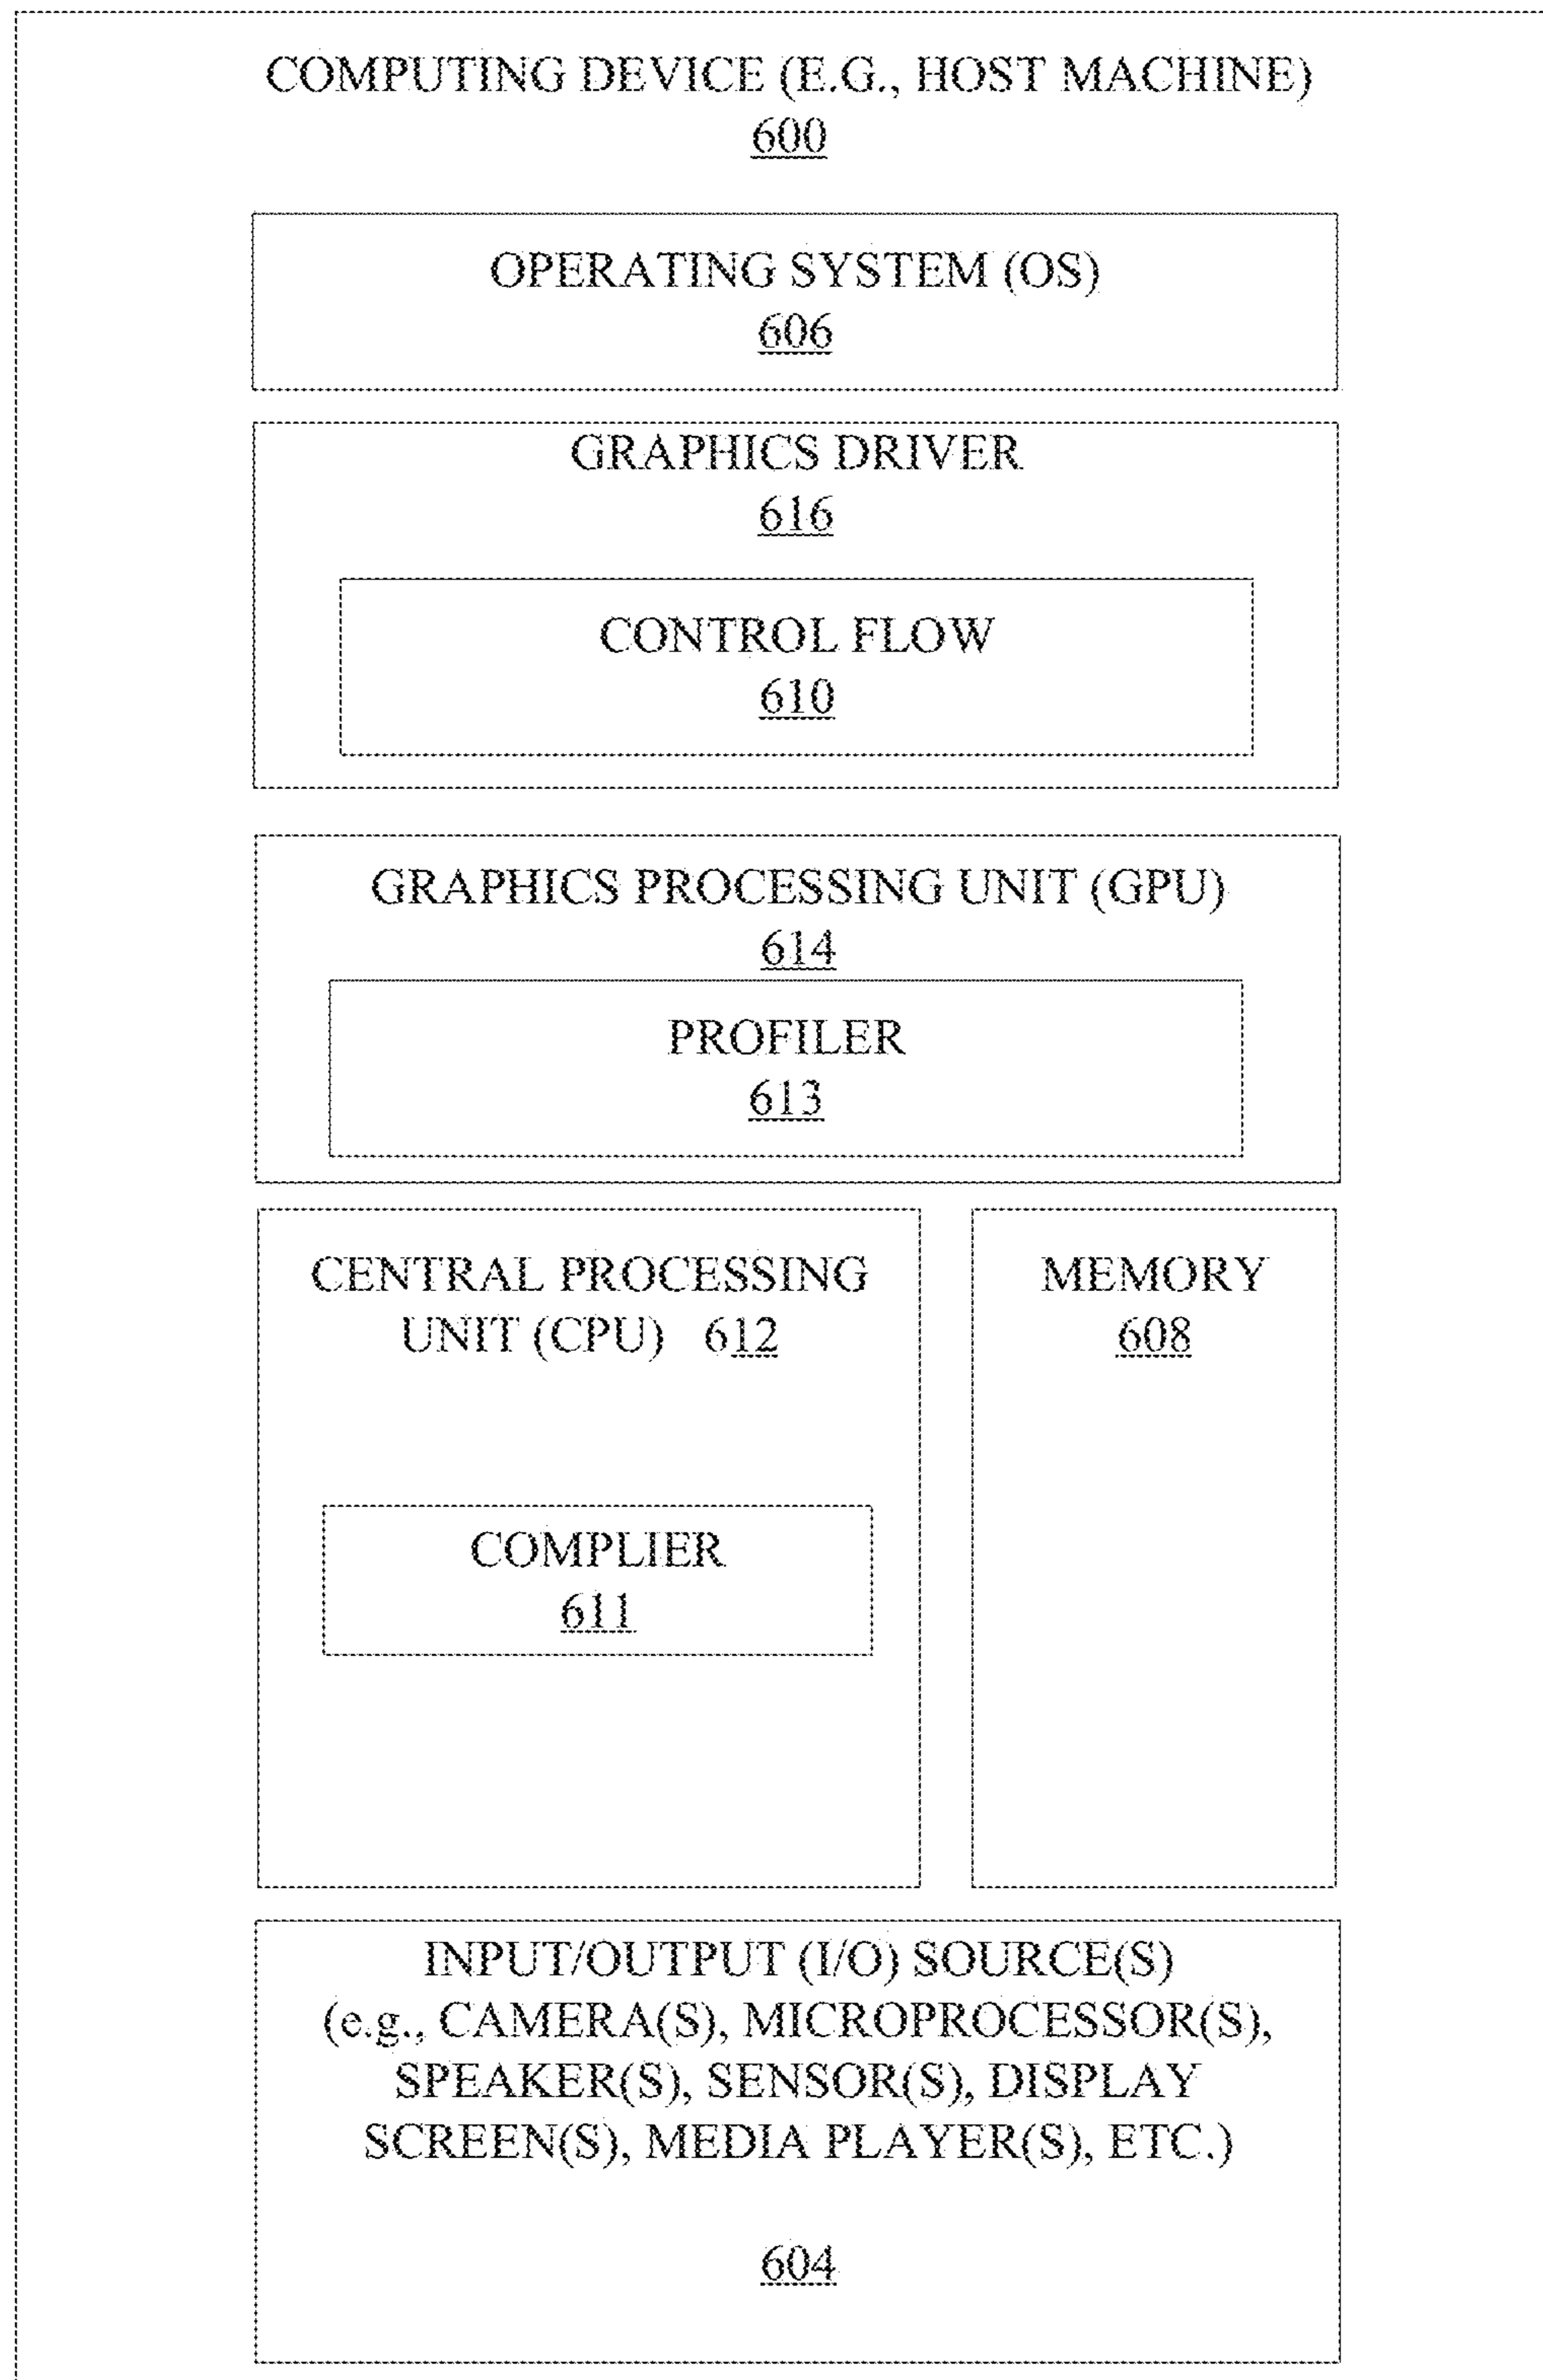 COMPUTING DEVICE (E.G., HOST MACHINE)
600
OPERATING SYSTEM (OS)
606
GRAPHICS DRIVER
616
CONTROL FLOW
610
GRAPHICS PROCESSING UNIT (GPU)
614
PROFILER
613
CENTRAL PROCESSING
UNIT (CPU) 612
COMPLIER
611
MEMORY
608
INPUT/OUTPUT (I/O) SOURCE(S)
(e.g., CAMERA(S), MICROPROCESSOR(S),
SPEAKER(S), SENSOR(S), DISPLAY
SCREEN(S), MEDIA PLAYER(S), ETC.)
604